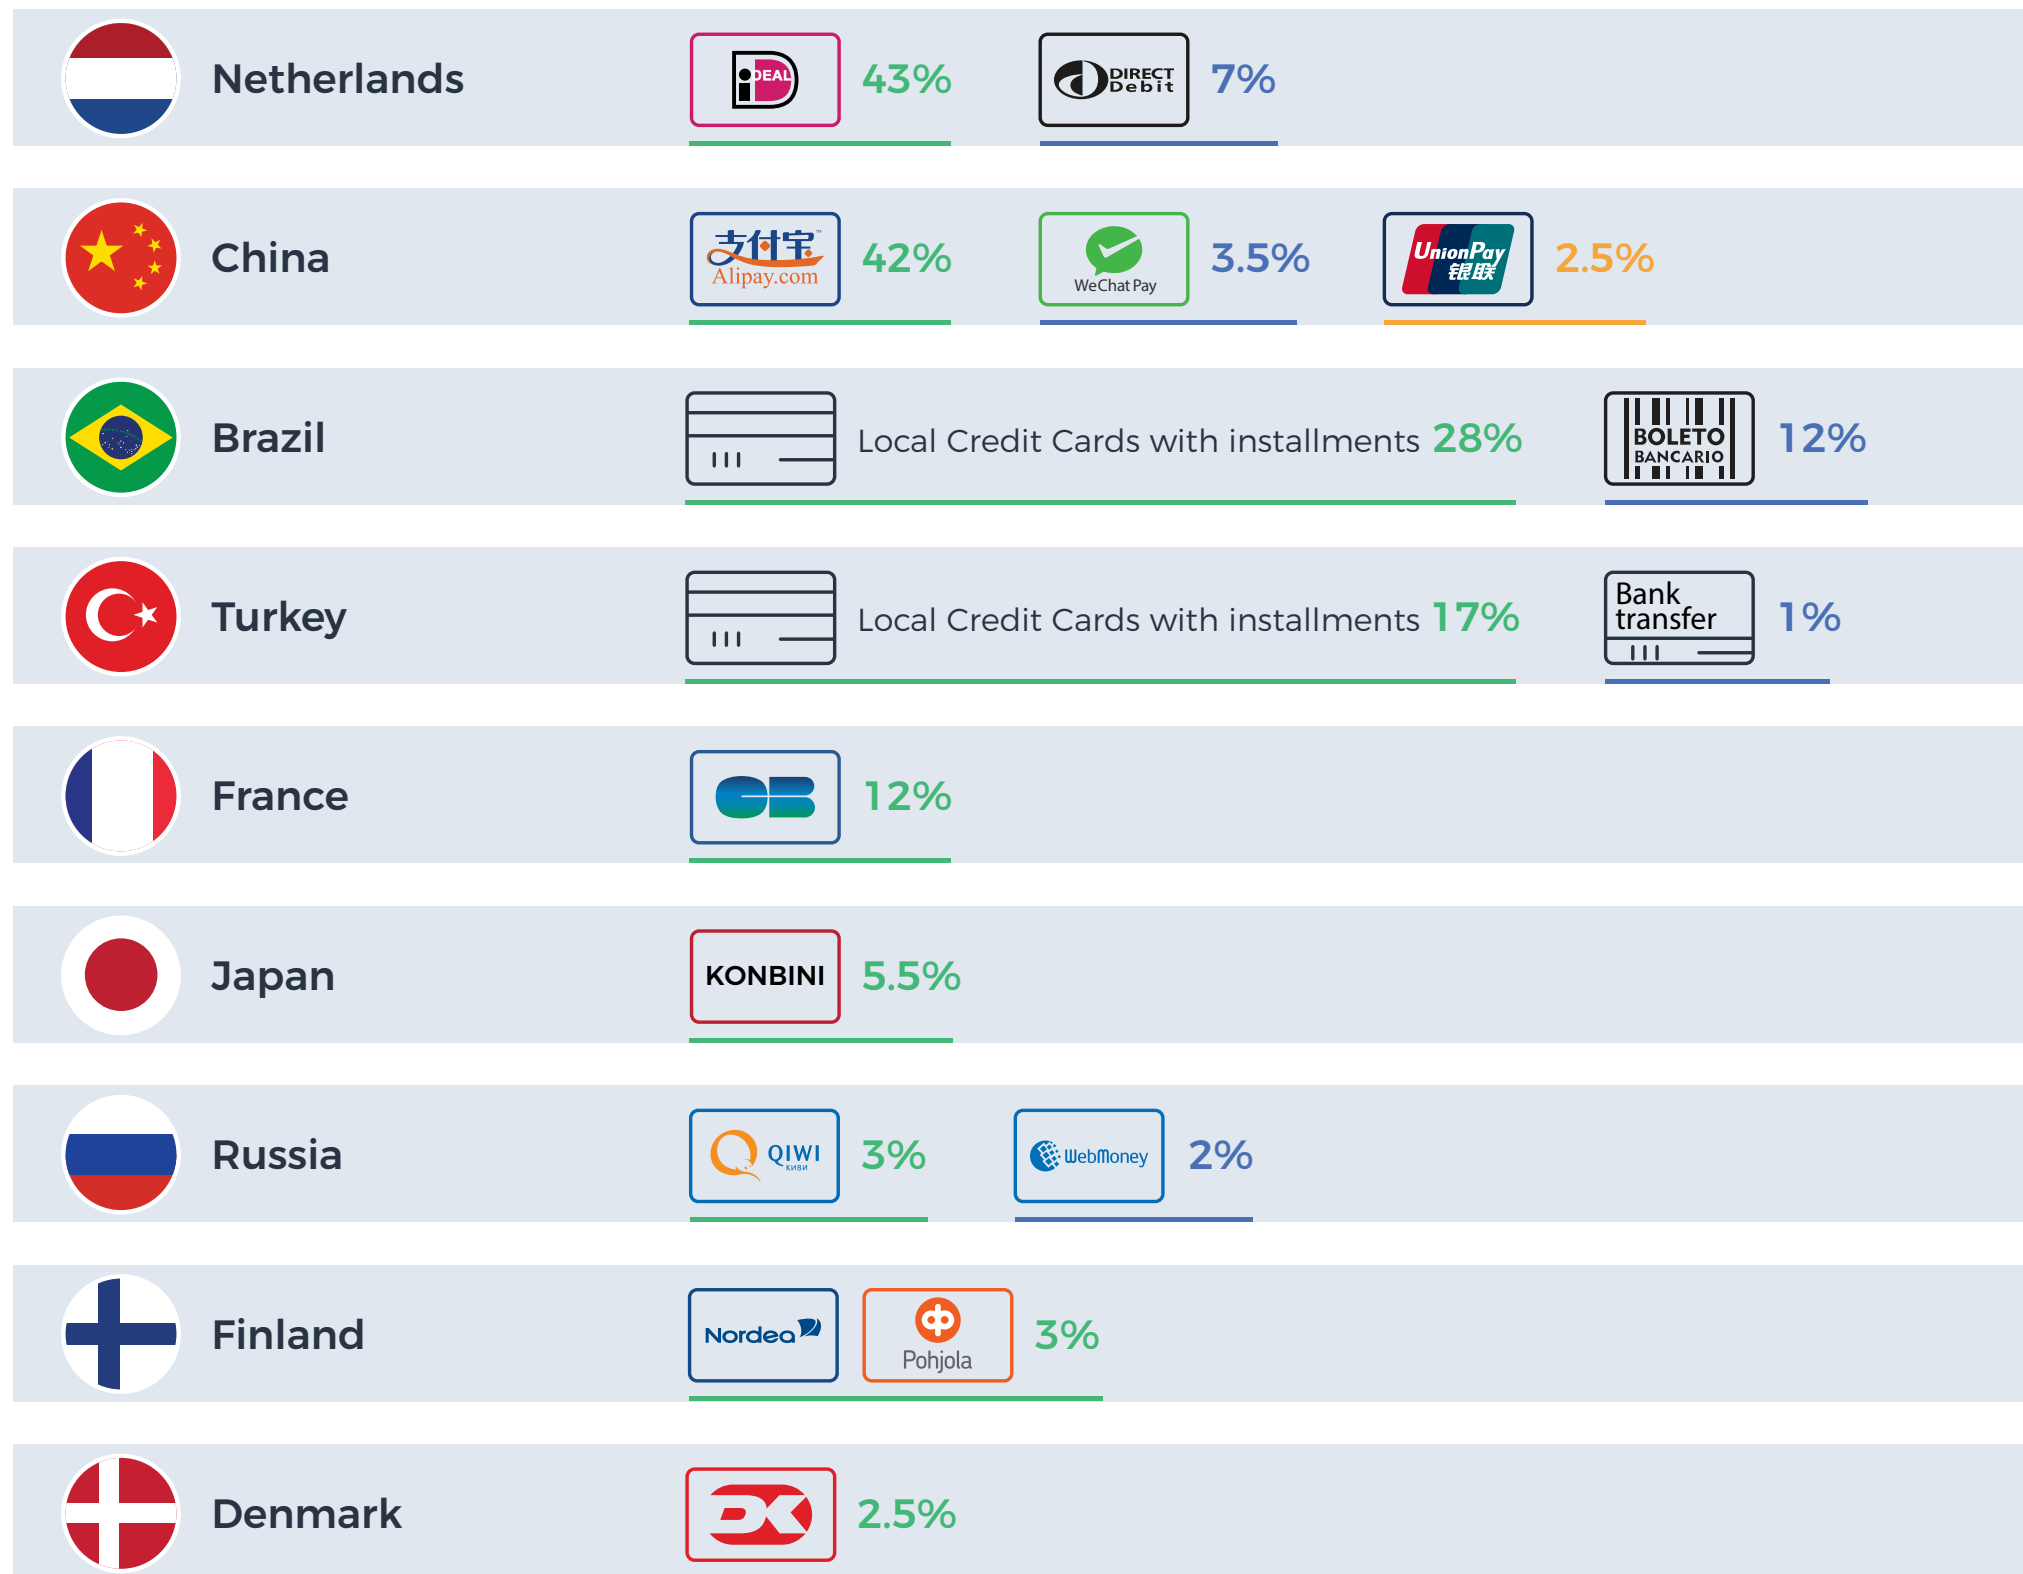 Netherlands
iDEAL
43%
DIRECT
Debit
7%
China
支付宝™
Alipay.com
42%
WeChat Pay
3.5%
UnionPay
银联
2.5%
Brazil
Local Credit Cards with installments 28%
BOLETO
BANCARIO
12%
Turkey
Local Credit Cards with installments 17%
Bank
transfer
1%
France
CB
12%
Japan
KONBINI
5.5%
Russia
QIWI
КИВИ
3%
WebMoney
2%
Finland
Nordea
Pohjola
3%
Denmark
DK
2.5%